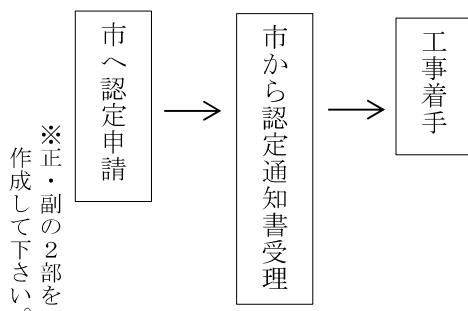 市へ認定申請
※正・副の２部を
作成して下さい。
市から認定通知書受理
工事着手